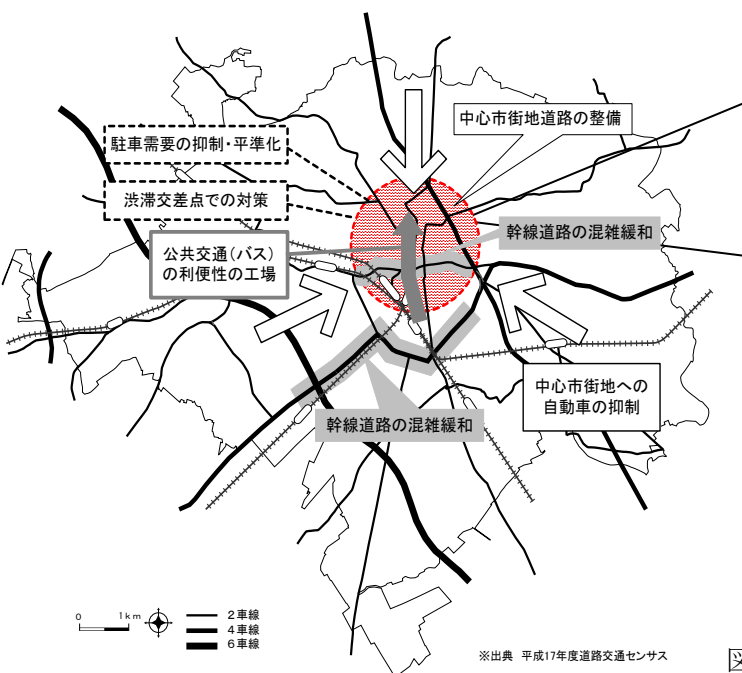 中心市街地道路の整備
駐車需要の抑制・平準化
渋滞交差点での対策
幹線道路の混雑緩和
公共交通(バス)
の利便性の工場
中心市街地への
自動車の抑制
幹線道路の混雑緩和
0 1km
2車線
4車線
6車線
※出典 平成17年度道路交通センサス
図